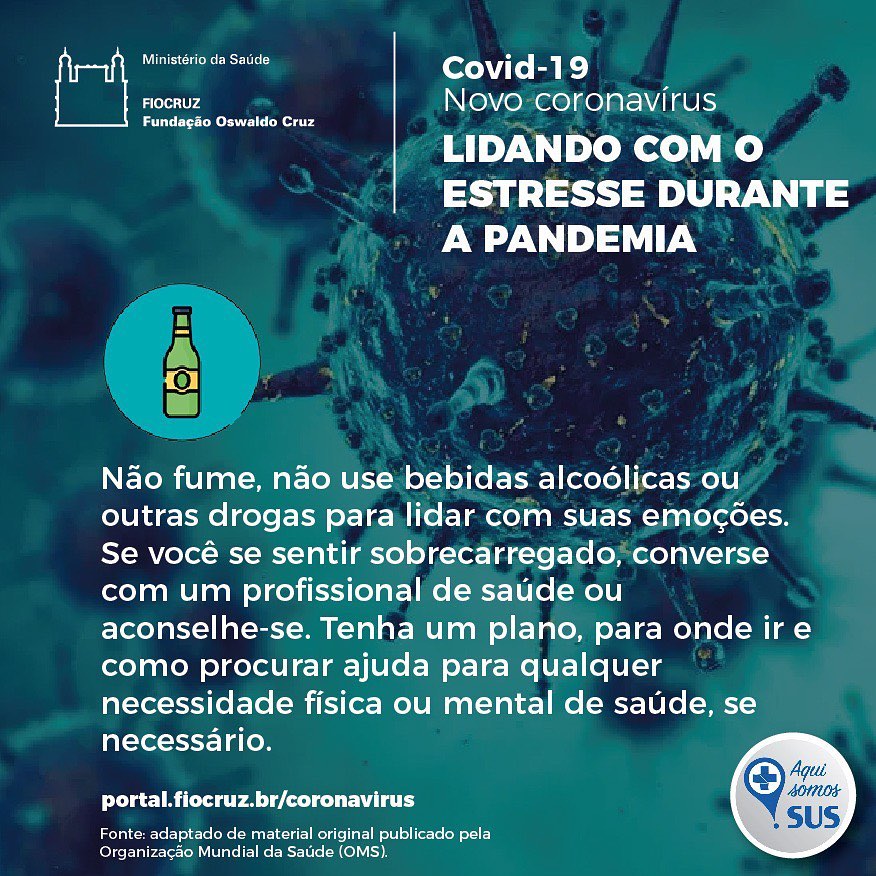 Ministério da Saúde
FIOCRUZ
Fundação Oswaldo Cruz
Covid-19
Novo coronavírus
LIDANDO COM O
ESTRESSE DURANTE
A PANDEMIA
Não fume, não use bebidas alcoólicas ou
outras drogas para lidar com suas emoções.
Se você se sentir sobrecarregado, converse
com um profissional de saúde ou
aconselhe-se. Tenha um plano, para onde ir e
como procurar ajuda para qualquer
necessidade física ou mental de saúde, se
necessário.
portal.fiocruz.br/coronavirus
Fonte: adaptado de material original publicado pela
Organização Mundial da Saúde (OMS).
Aqui
somos
SUS